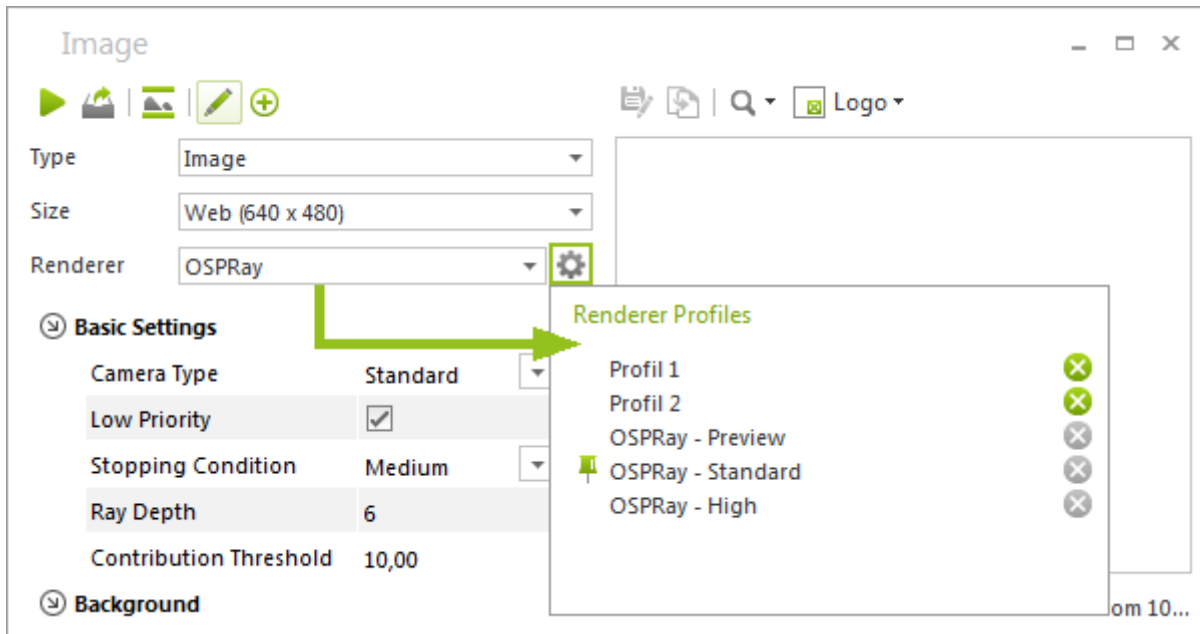 Image
Logo
Type
Image
Size
Web (640 x 480)
Renderer
OSPRay
Basic Settings
Camera Type
Standard
Low Priority
Stopping Condition
Medium
Ray Depth
6
Contribution Threshold
10,00
Background
Renderer Profiles
Profil 1
Profil 2
OSPRay - Preview
OSPRay - Standard
OSPRay - High
om 10...